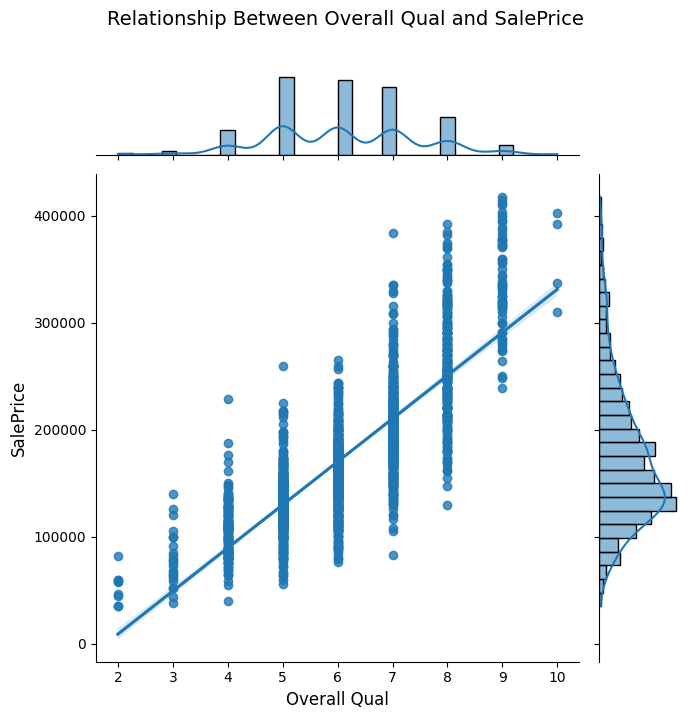 Relationship Between Overall Qual and SalePrice
400000
300000
200000
100000
0
SalePrice
2 3 4 5 6 7 8 9 10
Overall Qual